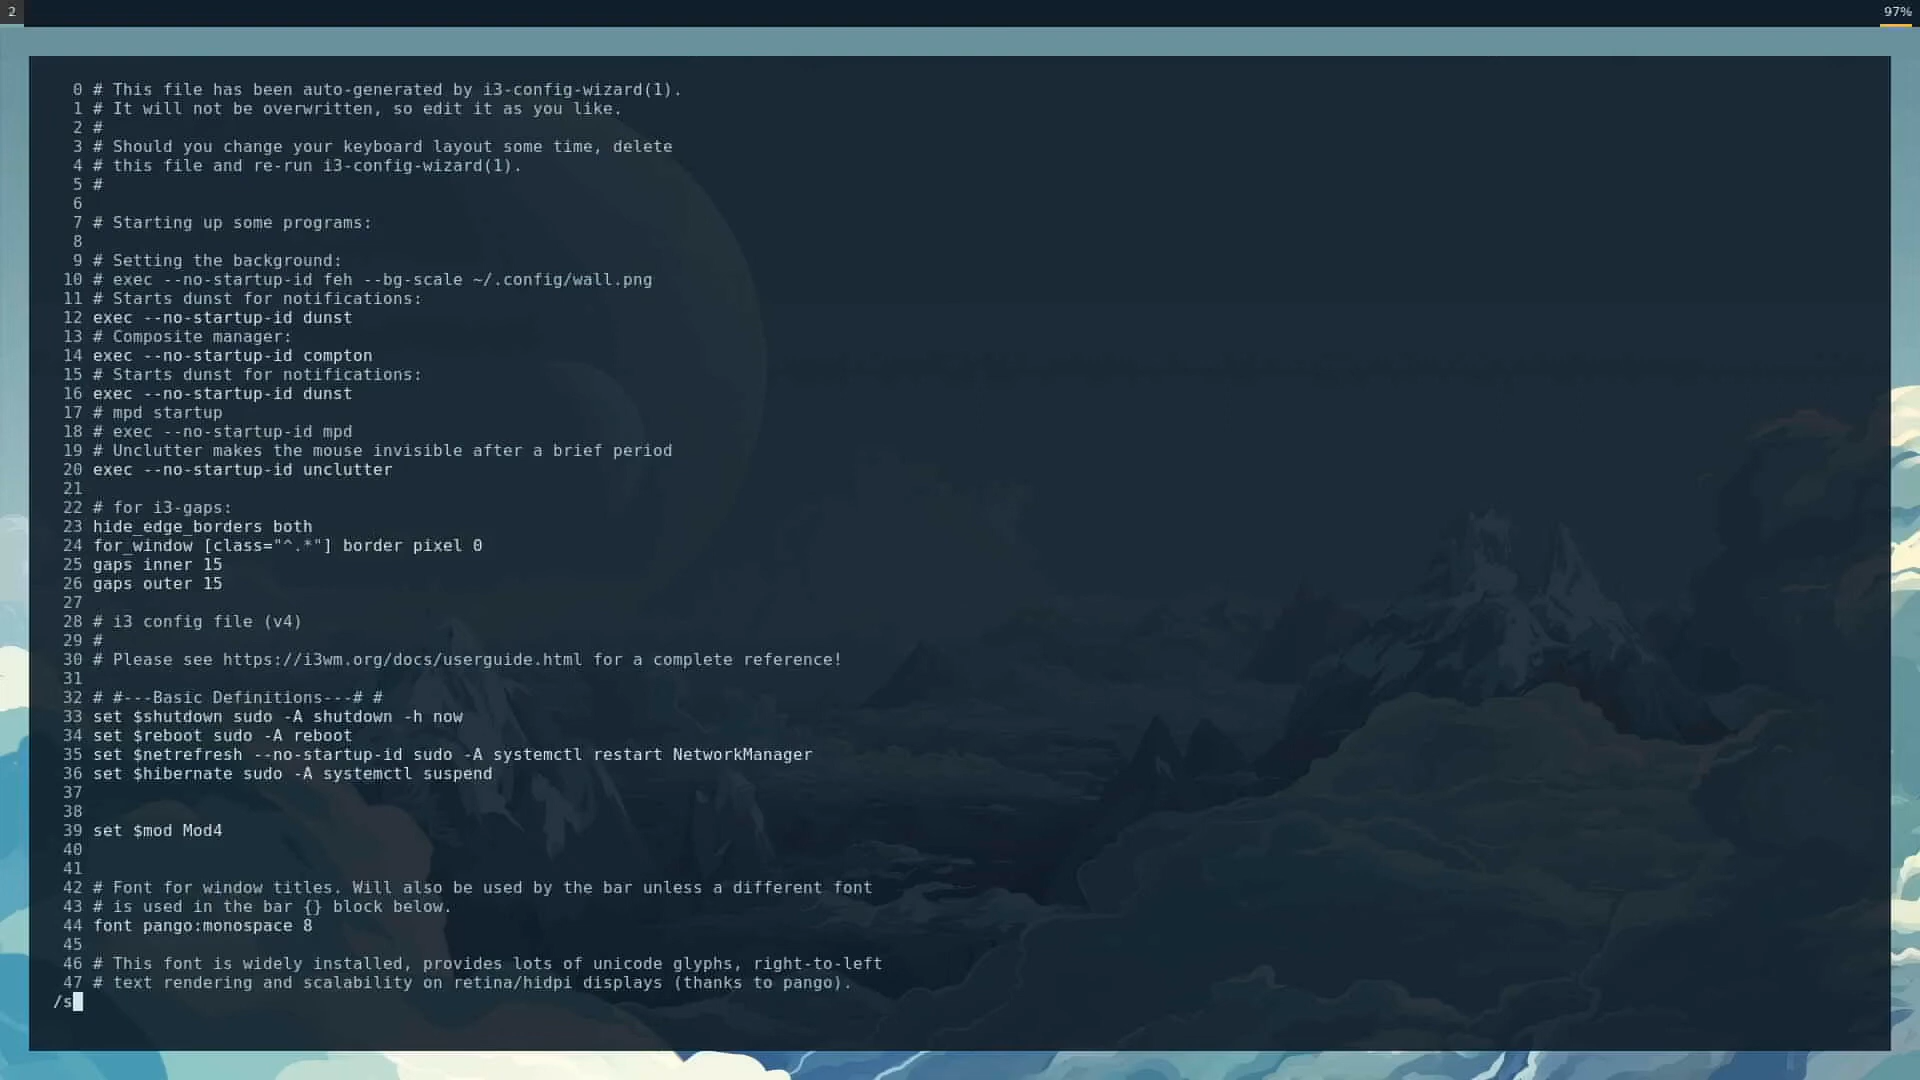 2
97%
0 # This file has been auto-generated by i3-config-wizard(1).
1 # It will not be overwritten, so edit it as you like.
2 #
3 # Should you change your keyboard layout some time, delete
4 # this file and re-run i3-config-wizard(1).
5 #
6
7 # Starting up some programs:
8
9 # Setting the background:
10 # exec --no-startup-id feh --bg-scale ~/.config/wall.png
11 # Starts dunst for notifications:
12 exec --no-startup-id dunst
13 # Composite manager:
14 exec --no-startup-id compton
15 # Starts dunst for notifications:
16 exec --no-startup-id dunst
17 # mpd startup
18 # exec --no-startup-id mpd
19 # Unclutter makes the mouse invisible after a brief period
20 exec --no-startup-id unclutter
21
22 # for i3-gaps:
23 hide_edge_borders both
24 for_window [class="^.*"] border pixel 0
25 gaps inner 15
26 gaps outer 15
27
28 # i3 config file (v4)
29 #
30 # Please see https://i3wm.org/docs/userguide.html for a complete reference!
31
32 # #---Basic Definitions---# #
33 set $shutdown sudo -A shutdown -h now
34 set $reboot sudo -A reboot
35 set $netrefresh --no-startup-id sudo -A systemctl restart NetworkManager
36 set $hibernate sudo -A systemctl suspend
37
38
39 set $mod Mod4
40
41
42 # Font for window titles. Will also be used by the bar unless a different font
43 # is used in the bar {} block below.
44 font pango:monospace 8
45
46 # This font is widely installed, provides lots of unicode glyphs, right-to-left
47 # text rendering and scalability on retina/hidpi displays (thanks to pango).
/s